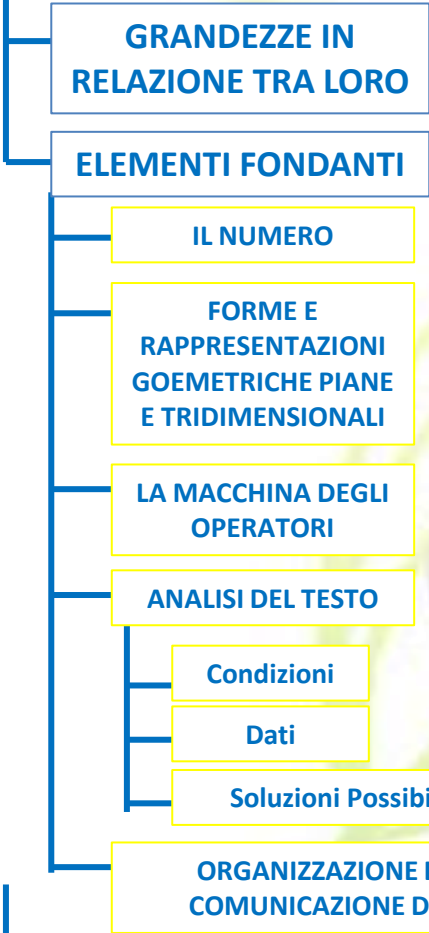 GRANDEZZE IN
RELAZIONE TRA LORO
ELEMENTI FONDANTI
IL NUMERO
FORME E
RAPPRESENTAZIONI
GOEMETRICHE PIANE
E TRIDIMENSIONALI
LA MACCHINA DEGLI
OPERATORI
ANALISI DEL TESTO
Condizioni
Dati
Soluzioni
ORGANIZZAZIONE
COMUNICAZIONE